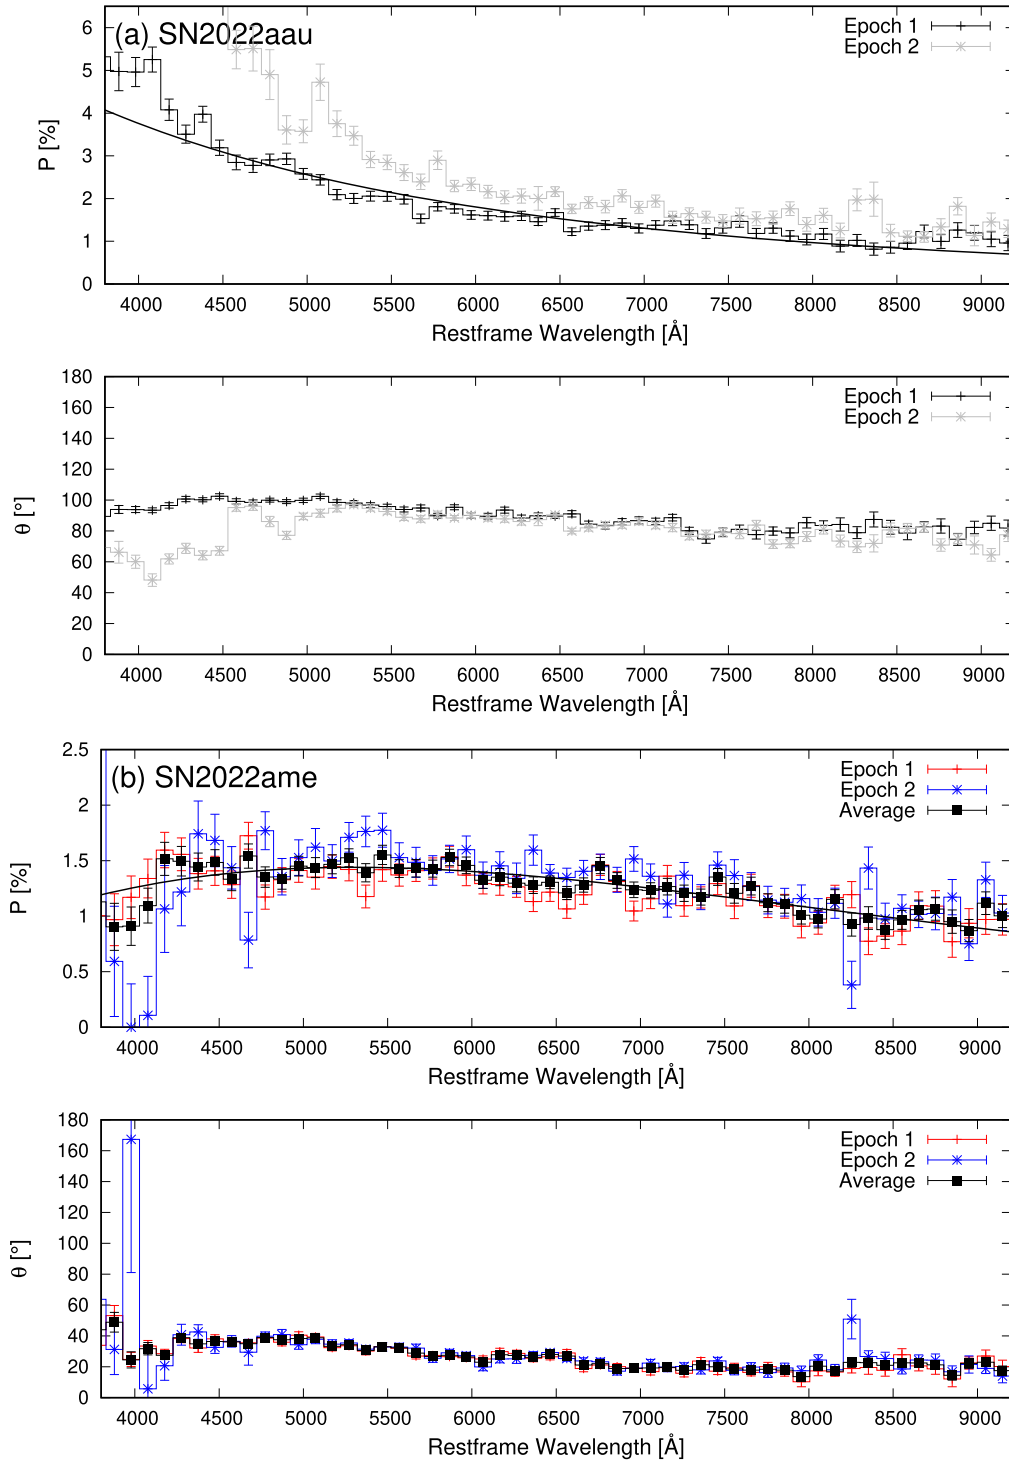 (a) SN2022aau
Epoch 1
Epoch 2
6
5
4
3
2
1
0
P [%]
4000 4500 5000 5500 6000 6500 7000 7500 8000 8500 9000
Restframe Wavelength [Å]
180
160
140
120
100
80
60
40
20
0
θ [°]
Epoch 1
Epoch 2
4000 4500 5000 5500 6000 6500 7000 7500 8000 8500 9000
Restframe Wavelength [Å]
(b) SN2022ame
Epoch 1
Epoch 2
Average
2.5
2
1.5
1
0.5
0
P [%]
4000 4500 5000 5500 6000 6500 7000 7500 8000 8500 9000
Restframe Wavelength [Å]
180
160
140
120
100
80
60
40
20
0
θ [°]
Epoch 1
Epoch 2
Average
4000 4500 5000 5500 6000 6500 7000 7500 8000 8500 9000
Restframe Wavelength [Å]